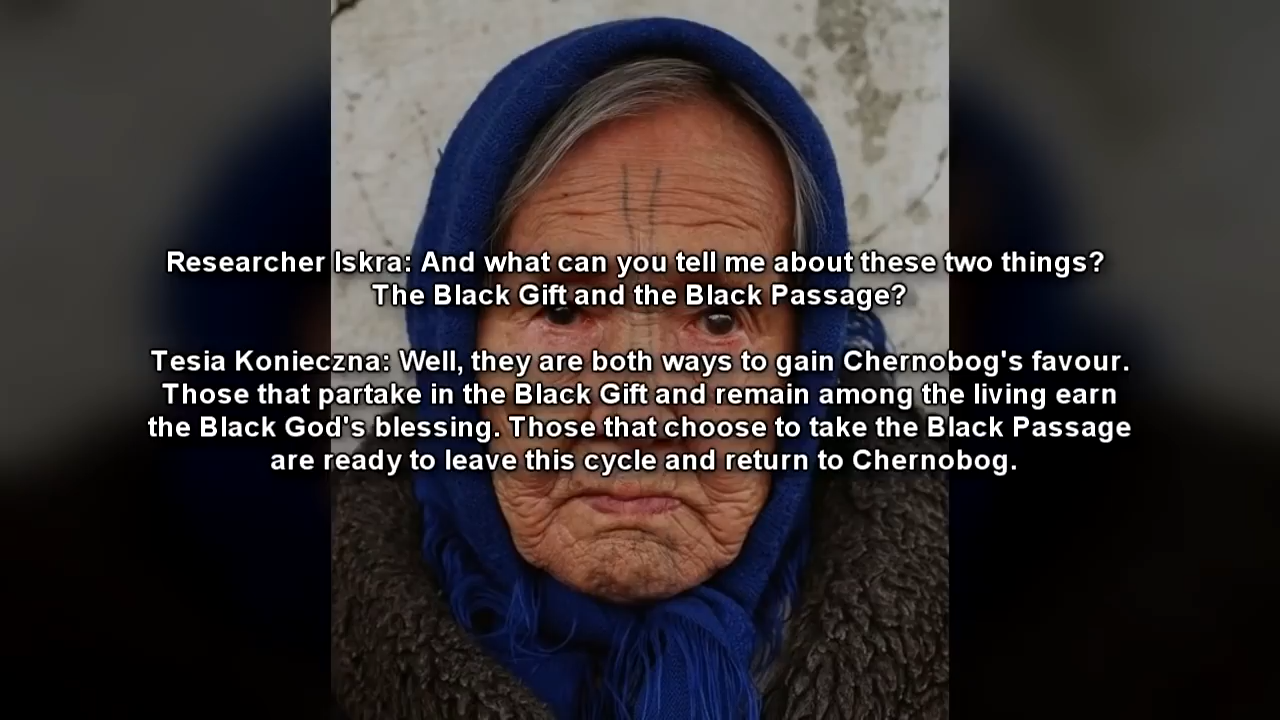 Researcher Iskra: And what can you tell me about these two things?
The Black Gift and the Black Passage?
Tesia Konieczna: Well, they are both ways to gain Chernobog's favour.
Those that partake in the Black Gift and remain among the living earn
the Black God's blessing. Those that choose to take the Black Passage
are ready to leave this cycle and return to Chernobog.